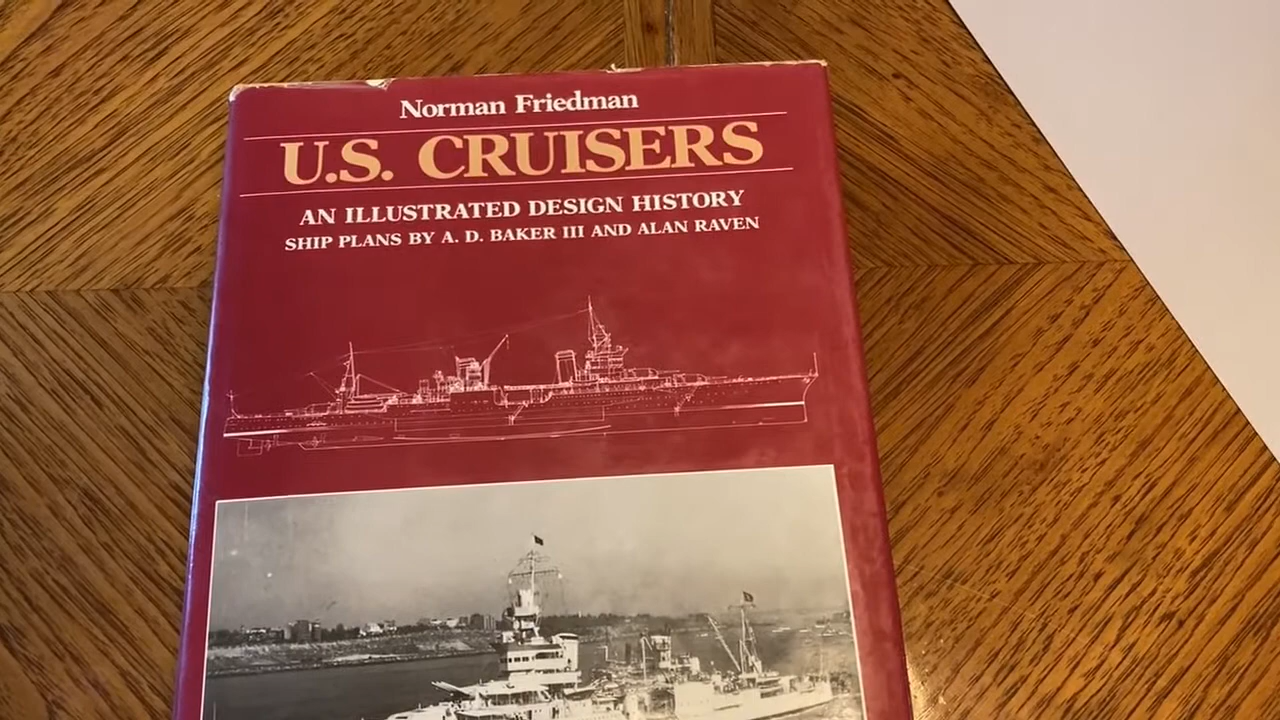 Norman Friedman
U.S. CRUISERS
AN ILLUSTRATED DESIGN HISTORY
SHIP PLANS BY A. D. BAKER III AND ALAN RAVEN